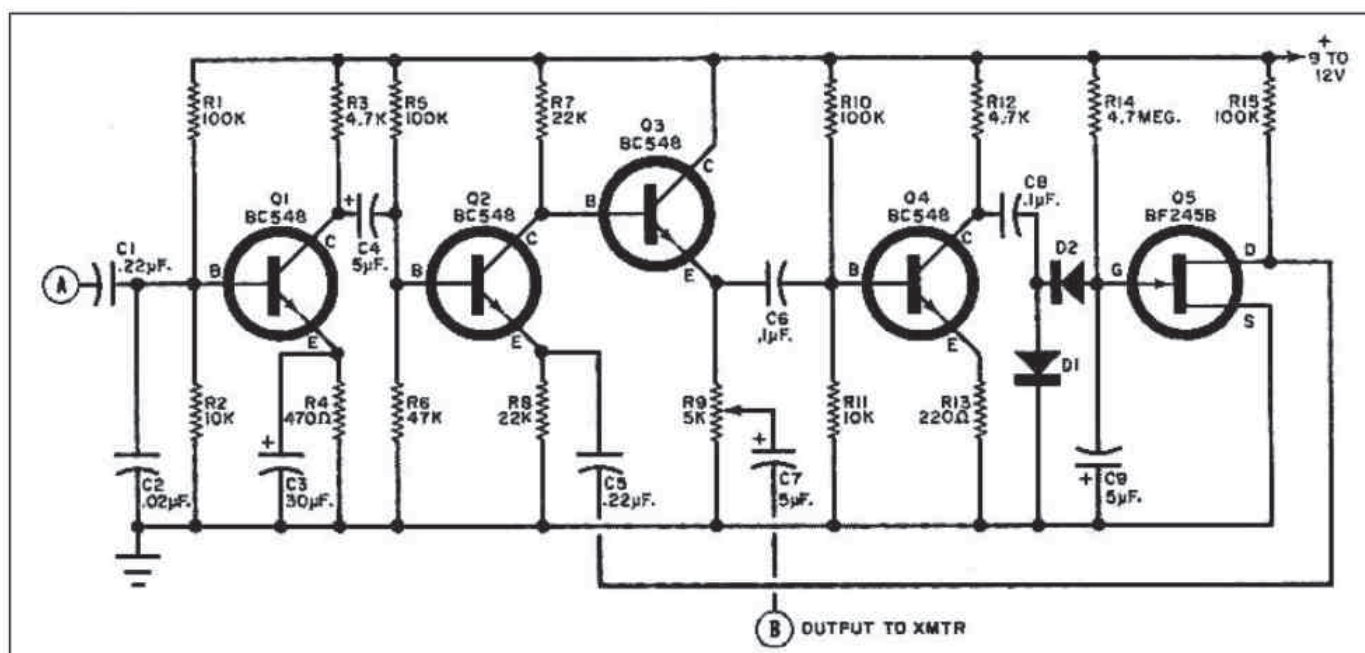 +
9 TO
12V
R1
100K
R3
4.7K
R5
100K
R7
22K
Q3
BC548
R10
100K
R12
4.7K
R14
4.7MEG.
R15
100K
C
B
E
Q1
BC548
+
C4
5µF.
Q2
BC548
Q4
BC548
C8
.1µF.
Q5
BF245B
D2
A
C1
.22µF.
B
C
E
B
C
E
C6
.1µF.
B
C
E
G
D
S
D1
R2
10K
R4
470Ω
R6
47K
R8
22K
R9
5K
R11
10K
R13
220Ω
C2
.02µF.
+
C3
30µF.
C5
.22µF.
+
C7
5µF.
+
C9
5µF.
B OUTPUT TO XMTR